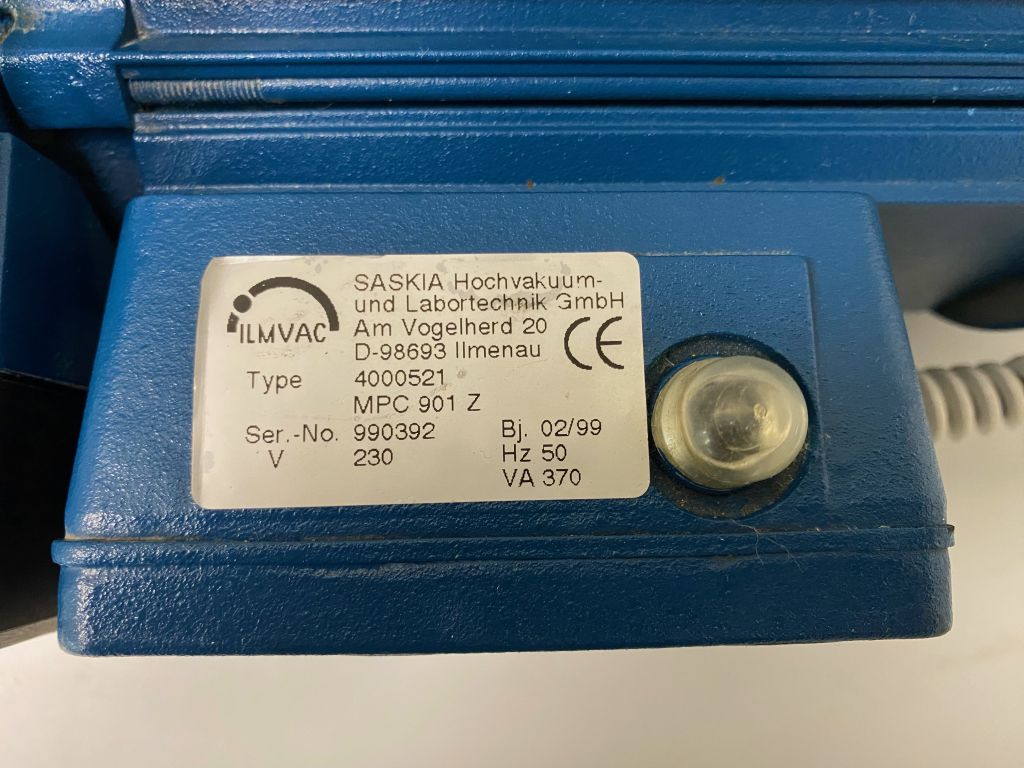 ILMVAC
SASKIA Hochvakuum-
und Labortechnik GmbH
Am Vogelherd 20
D-98693 Ilmenau
CE
Type 4000521
MPC 901 Z
Ser.-No. 990392 Bj. 02/99
V 230 Hz 50
VA 370